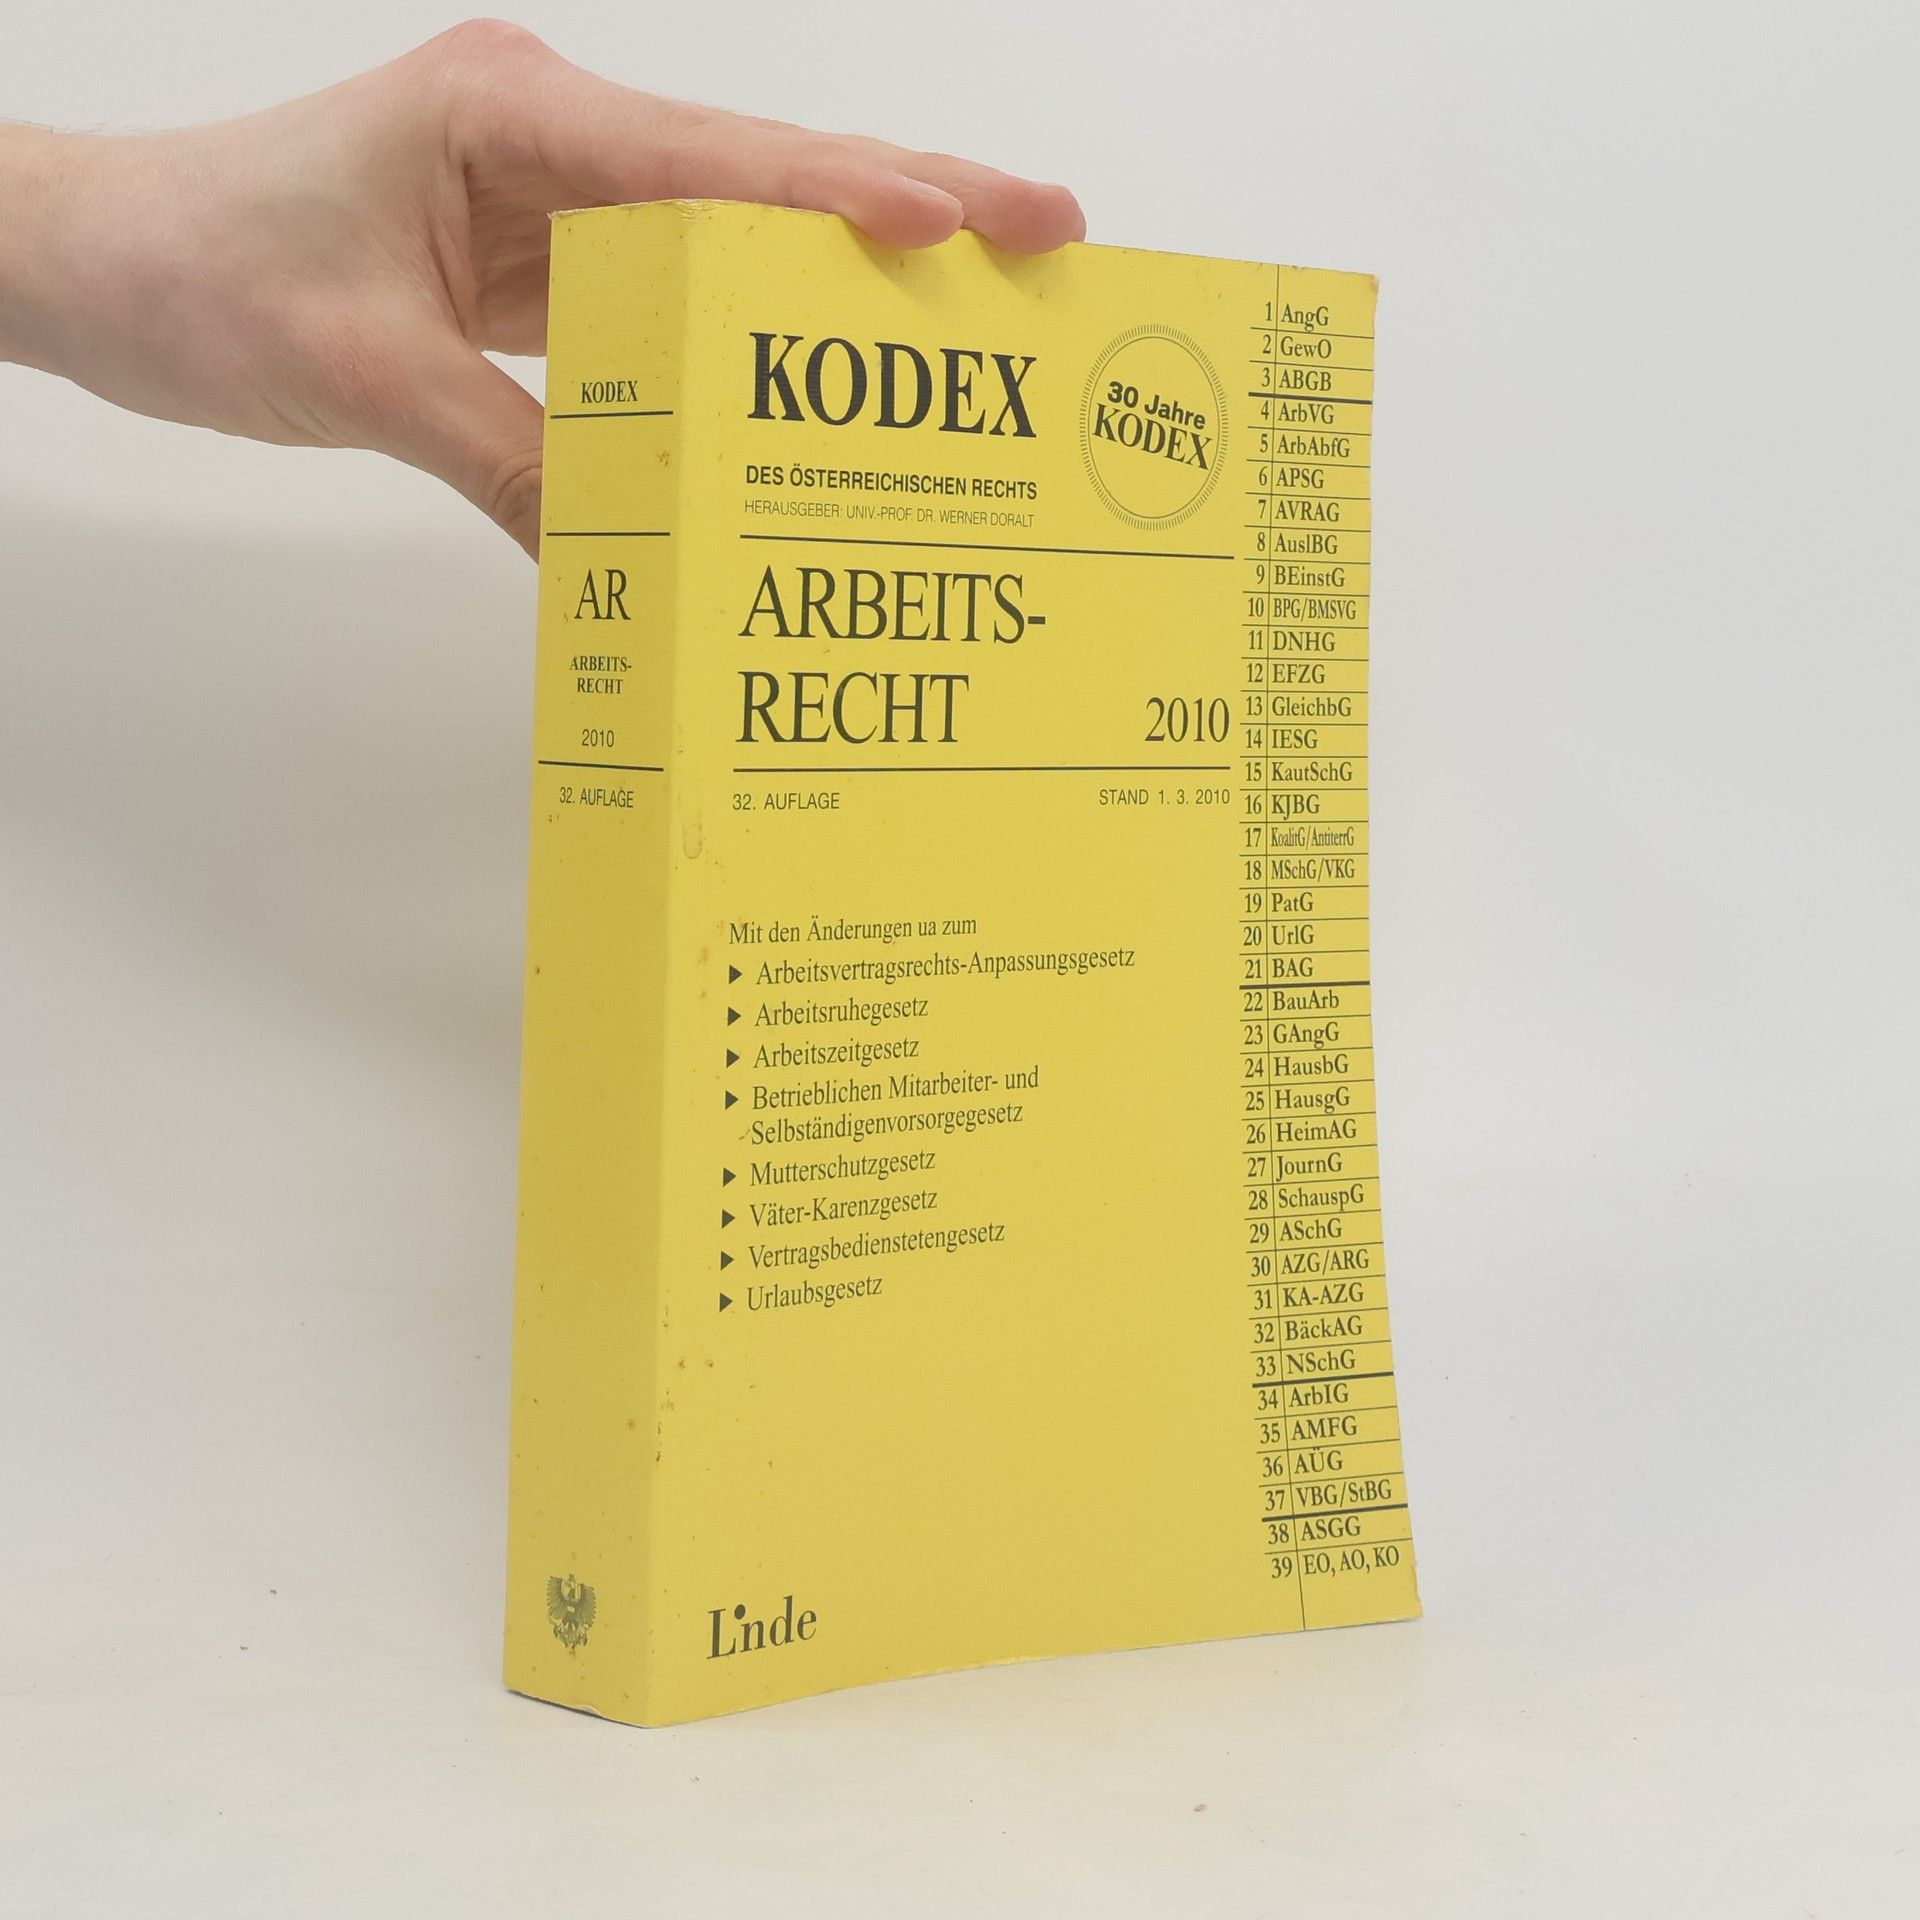 KODEX
AR
ARBEITS-
RECHT
2010
32. AUFLAGE
KODEX
DES ÖSTERREICHISCHEN RECHTS
HERAUSGEBER: UNIV.-PROF. DR. WERNER DORALT
30 Jahre
KODEX
ARBEITS-
RECHT
2010
32. AUFLAGE
STAND 1. 3. 2010
Mit den Änderungen ua zum
▶ Arbeitsvertragsrechts-Anpassungsgesetz
▶ Arbeitsruhegesetz
▶ Arbeitszeitgesetz
▶ Betrieblichen Mitarbeiter- und
Selbständigenvorsorgegesetz
▶ Mutterschutzgesetz
▶ Väter-Karenzgesetz
▶ Vertragsbedienstetengesetz
▶ Urlaubsgesetz
Linde
1 AngG
2 GewO
3 ABGB
4 ArbVG
5 ArbAbfG
6 APSG
7 AVRAG
8 AuslBG
9 BEinstG
10 BPG/BMSVG
11 DNHG
12 EFZG
13 GleichbG
14 IESG
15 KautSchG
16 KJBG
17 KoalitG/AntiterrG
18 MSchG/VKG
19 PatG
20 UrlG
21 BAG
22 BauArb
23 GAngG
24 HausbG
25 HausgG
26 HeimAG
27 JournG
28 SchauspG
29 ASchG
30 AZG/ARG
31 KA-AZG
32 BäckAG
33 NSchG
34 ArbIG
35 AMFG
36 AÜG
37 VBG/StBG
38 ASGG
39 EO, AO, KO